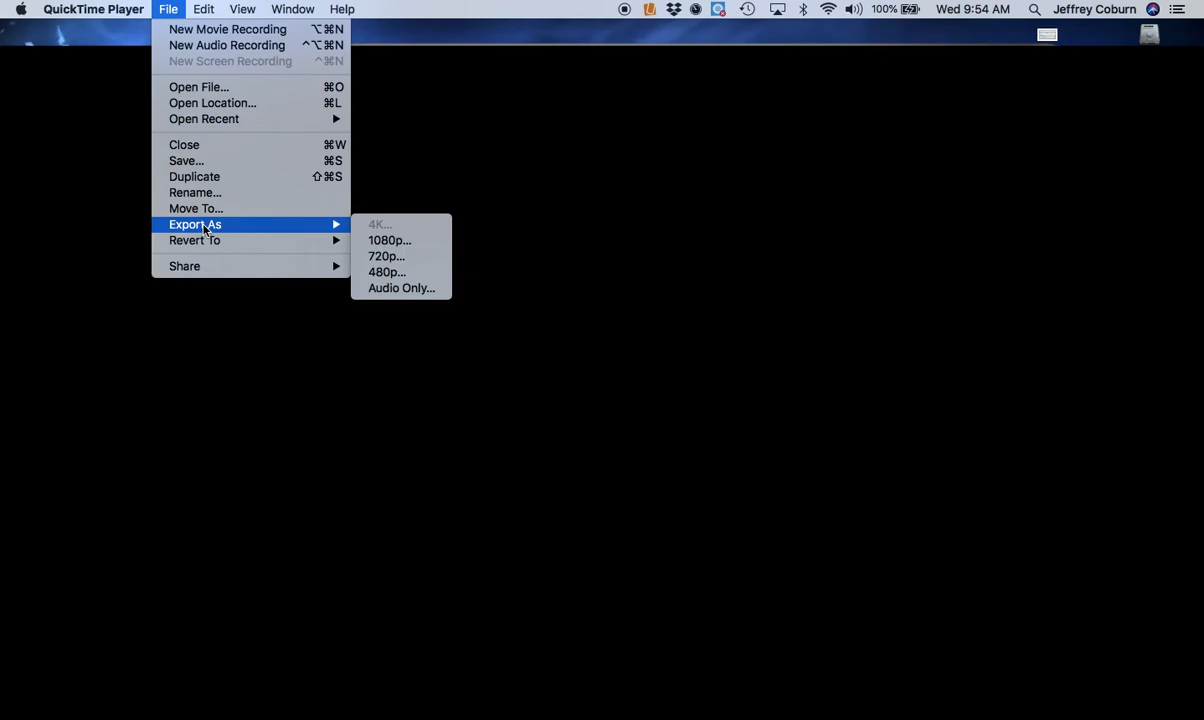 QuickTime Player File Edit View Window Help 100% Wed 9:54 AM Jeffrey Coburn
New Movie Recording ⌥⌘N
New Audio Recording ^⌥⌘N
New Screen Recording ^⌘N
Open File... ⌘O
Open Location... ⌘L
Open Recent
Close ⌘W
Save... ⌘S
Duplicate ⇧⌘S
Rename...
Move To...
Export As
Revert To
Share
4K...
1080p...
720p...
480p...
Audio Only...